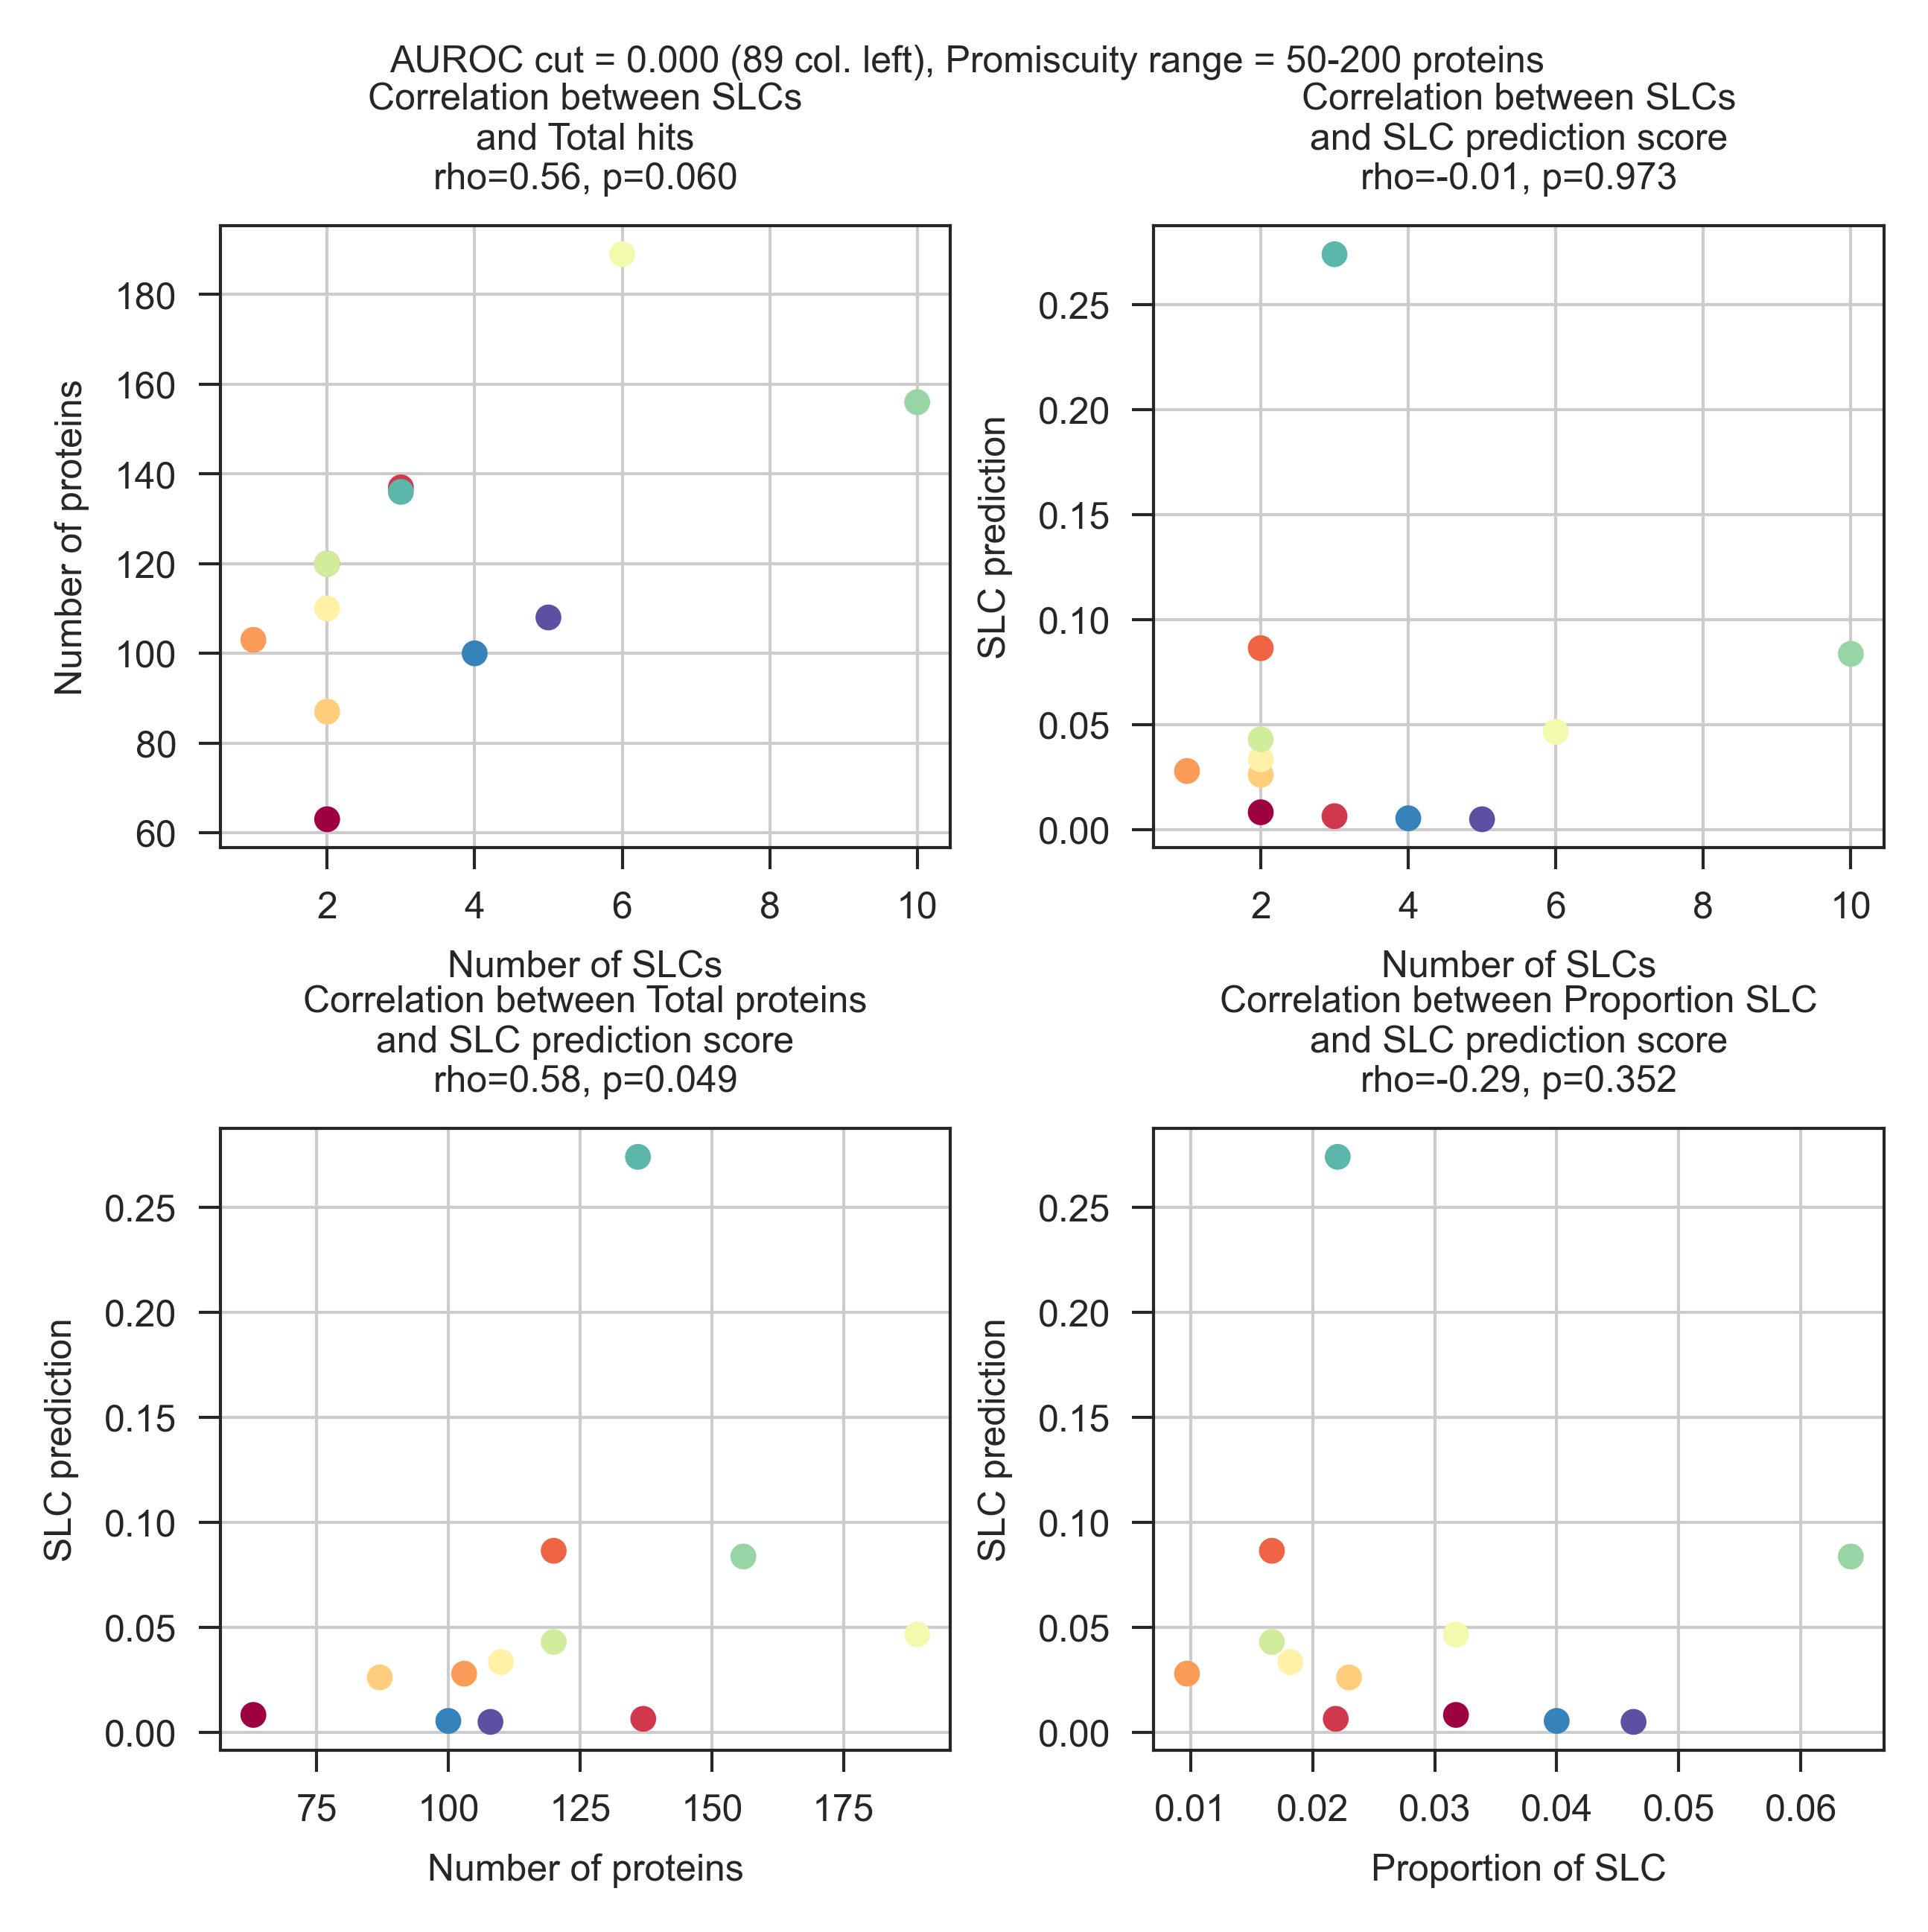 AUROC cut = 0.000 (89 col. left), Promiscuity range = 50-200 proteins
Correlation between SLCs
and Total hits
rho=0.56, p=0.060
180
160
140
120
100
80
60
Number of proteins
2 4 6 8 10
Number of SLCs
Correlation between SLCs
and SLC prediction score
rho=-0.01, p=0.973
0.25
0.20
0.15
0.10
0.05
0.00
SLC prediction
2 4 6 8 10
Number of SLCs
Correlation between Total proteins
and SLC prediction score
rho=0.58, p=0.049
0.25
0.20
0.15
0.10
0.05
0.00
SLC prediction
75 100 125 150 175
Number of proteins
Correlation between Proportion SLC
and SLC prediction score
rho=-0.29, p=0.352
0.25
0.20
0.15
0.10
0.05
0.00
SLC prediction
0.01 0.02 0.03 0.04 0.05 0.06
Proportion of SLC